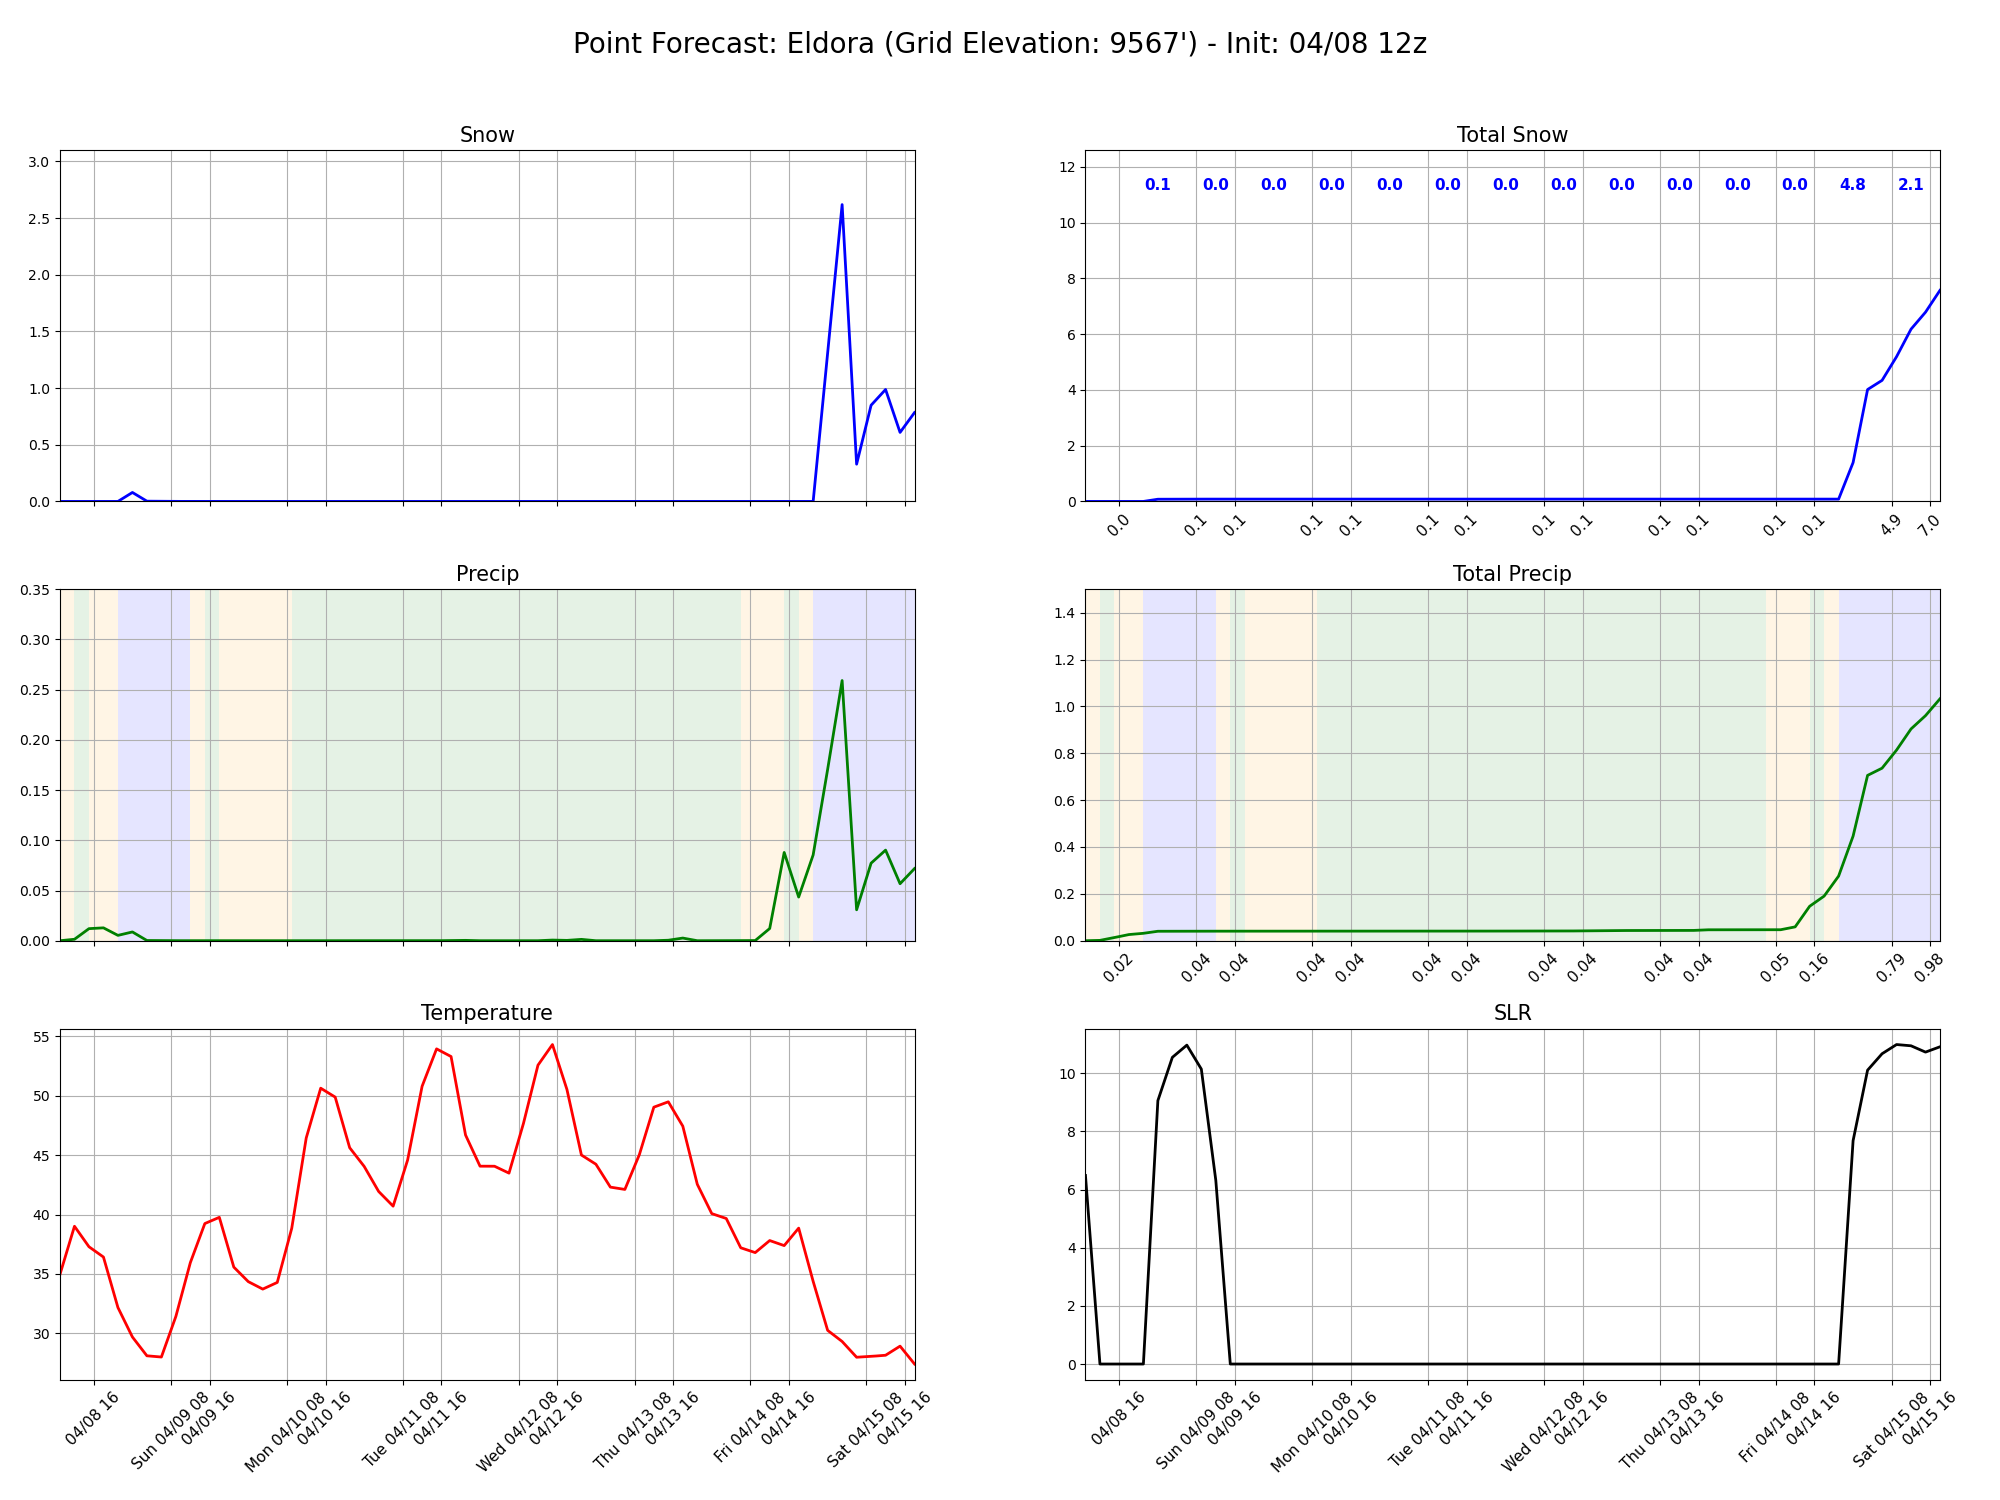 Point Forecast: Eldora (Grid Elevation: 9567') - Init: 04/08 12z
Snow
3.0
2.5
2.0
1.5
1.0
0.5
0.0
Total Snow
12
10
8
6
4
2
0
0.1 0.0 0.0 0.0 0.0 0.0 0.0 0.0 0.0 0.0 0.0 0.0 4.8 2.1
0.0 0.1 0.1 0.1 0.1 0.1 0.1 0.1 0.1 0.1 0.1 0.1 0.1 4.9 7.0
Precip
0.35
0.30
0.25
0.20
0.15
0.10
0.05
0.00
Total Precip
1.4
1.2
1.0
0.8
0.6
0.4
0.2
0.0
0.02 0.04 0.04 0.04 0.04 0.04 0.04 0.04 0.04 0.04 0.04 0.05 0.16 0.79 0.98
Temperature
55
50
45
40
35
30
04/08 16
Sun 04/09 08
04/09 16
Mon 04/10 08
04/10 16
Tue 04/11 08
04/11 16
Wed 04/12 08
04/12 16
Thu 04/13 08
04/13 16
Fri 04/14 08
04/14 16
Sat 04/15 08
04/15 16
SLR
10
8
6
4
2
0
04/08 16
Sun 04/09 08
04/09 16
Mon 04/10 08
04/10 16
Tue 04/11 08
04/11 16
Wed 04/12 08
04/12 16
Thu 04/13 08
04/13 16
Fri 04/14 08
04/14 16
Sat 04/15 08
04/15 16